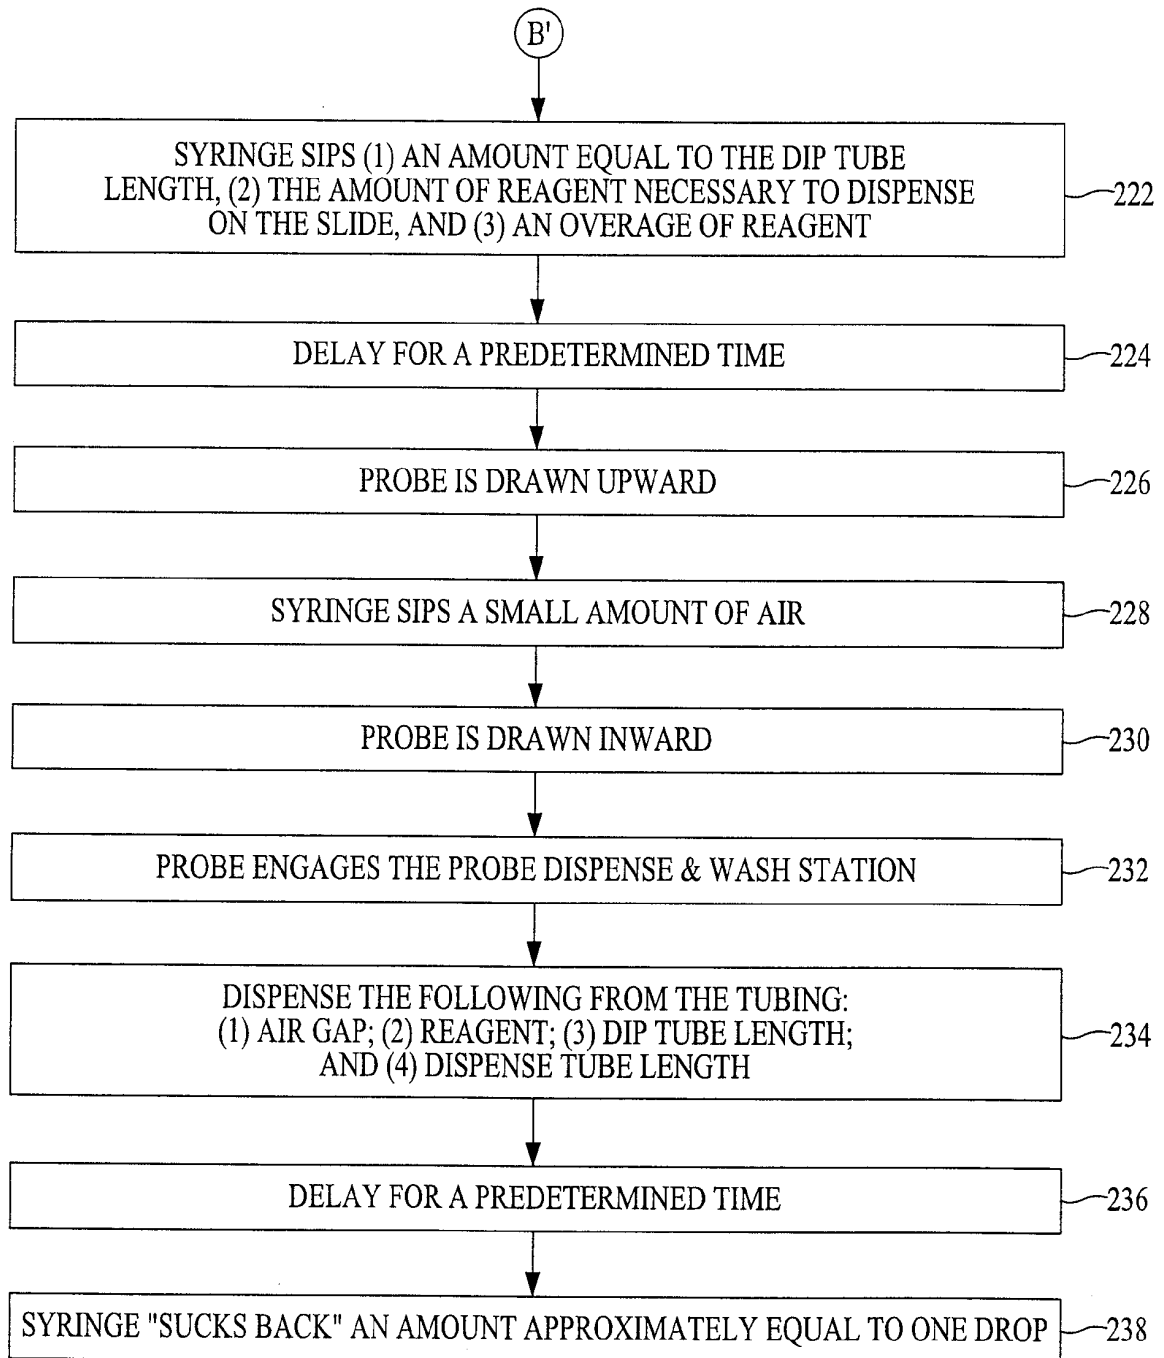 B'
SYRINGE SIPS (1) AN AMOUNT EQUAL TO THE DIP TUBE
LENGTH, (2) THE AMOUNT OF REAGENT NECESSARY TO DISPENSE
ON THE SLIDE, AND (3) AN OVERAGE OF REAGENT
222
DELAY FOR A PREDETERMINED TIME
224
PROBE IS DRAWN UPWARD
226
SYRINGE SIPS A SMALL AMOUNT OF AIR
228
PROBE IS DRAWN INWARD
230
PROBE ENGAGES THE PROBE DISPENSE & WASH STATION
232
DISPENSE THE FOLLOWING FROM THE TUBING:
(1) AIR GAP; (2) REAGENT; (3) DIP TUBE LENGTH;
AND (4) DISPENSE TUBE LENGTH
234
DELAY FOR A PREDETERMINED TIME
236
SYRINGE "SUCKS BACK" AN AMOUNT APPROXIMATELY EQUAL TO ONE DROP
238